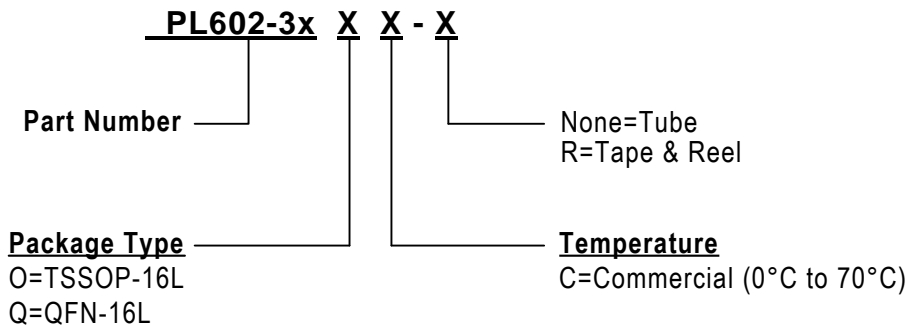 PL602-3x X X - X
Part Number
None=Tube
R=Tape & Reel
Package Type
O=TSSOP-16L
Q=QFN-16L
Temperature
C=Commercial (0°C to 70°C)